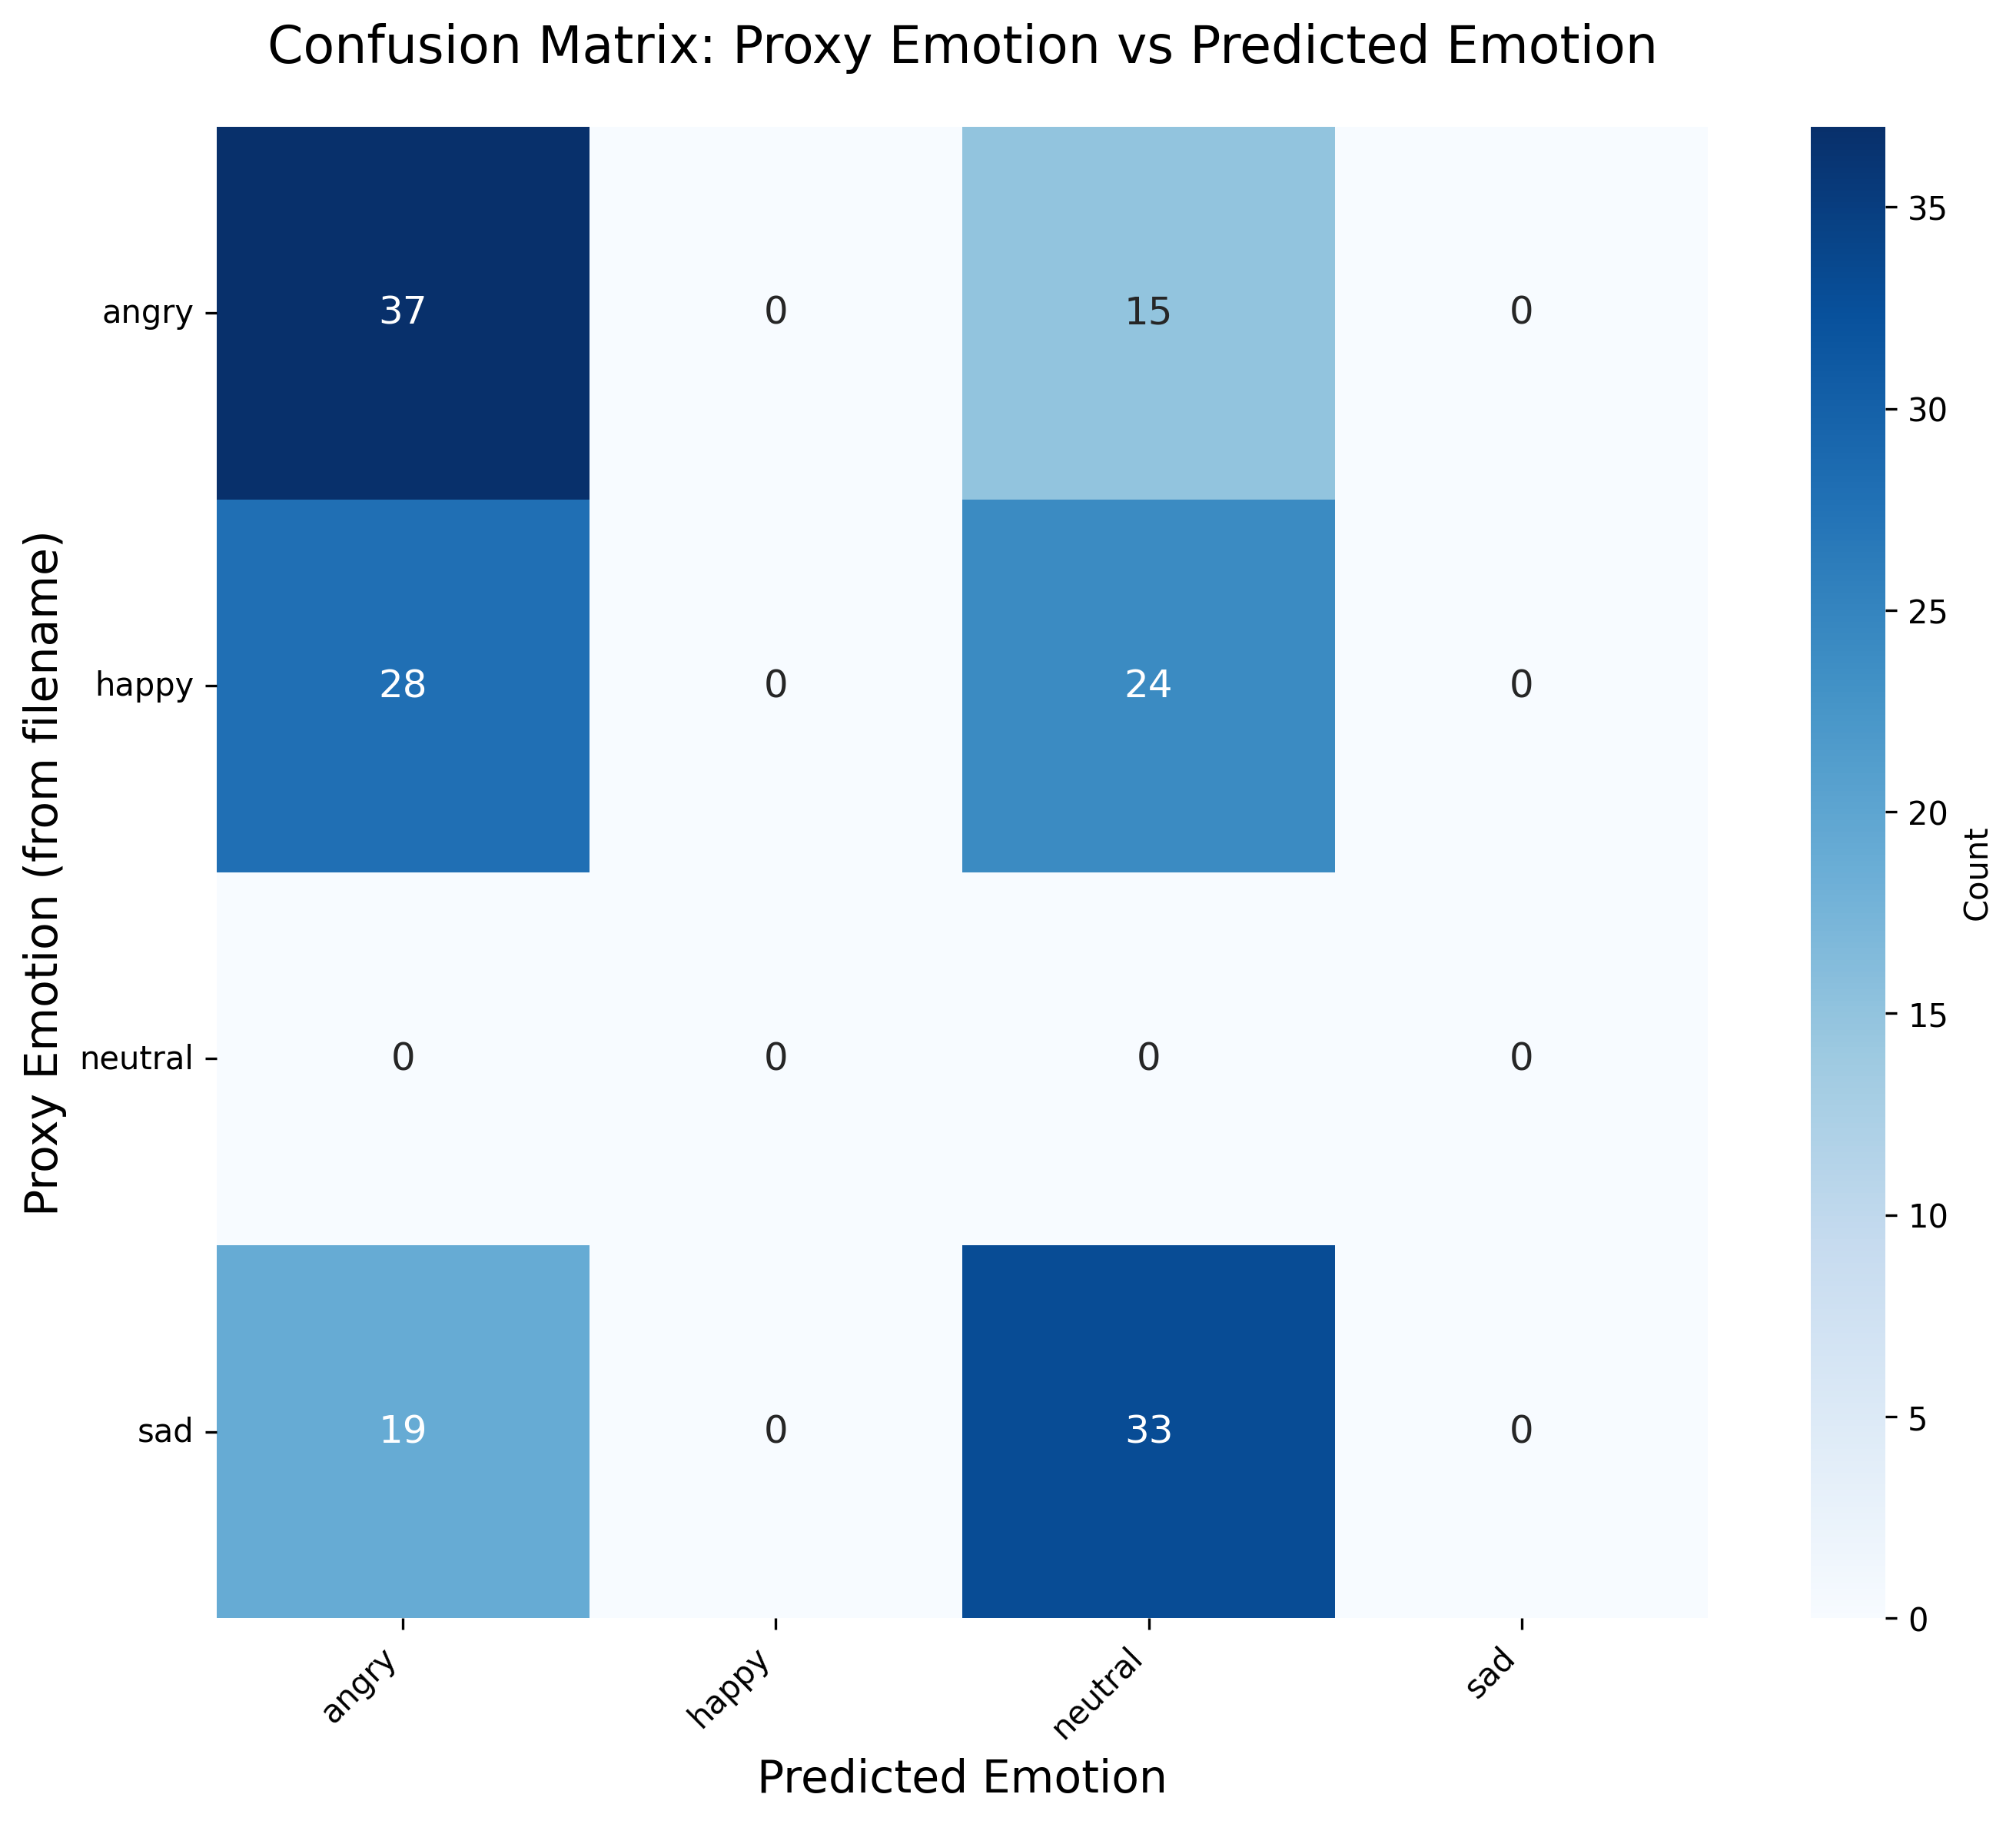 Confusion Matrix: Proxy Emotion vs Predicted Emotion
Proxy Emotion (from filename)
angry
37
0
15
0
happy
28
0
24
0
neutral
0
0
0
0
sad
19
0
33
0
angry
happy
neutral
sad
Predicted Emotion
35
30
25
20
15
10
5
0
Count